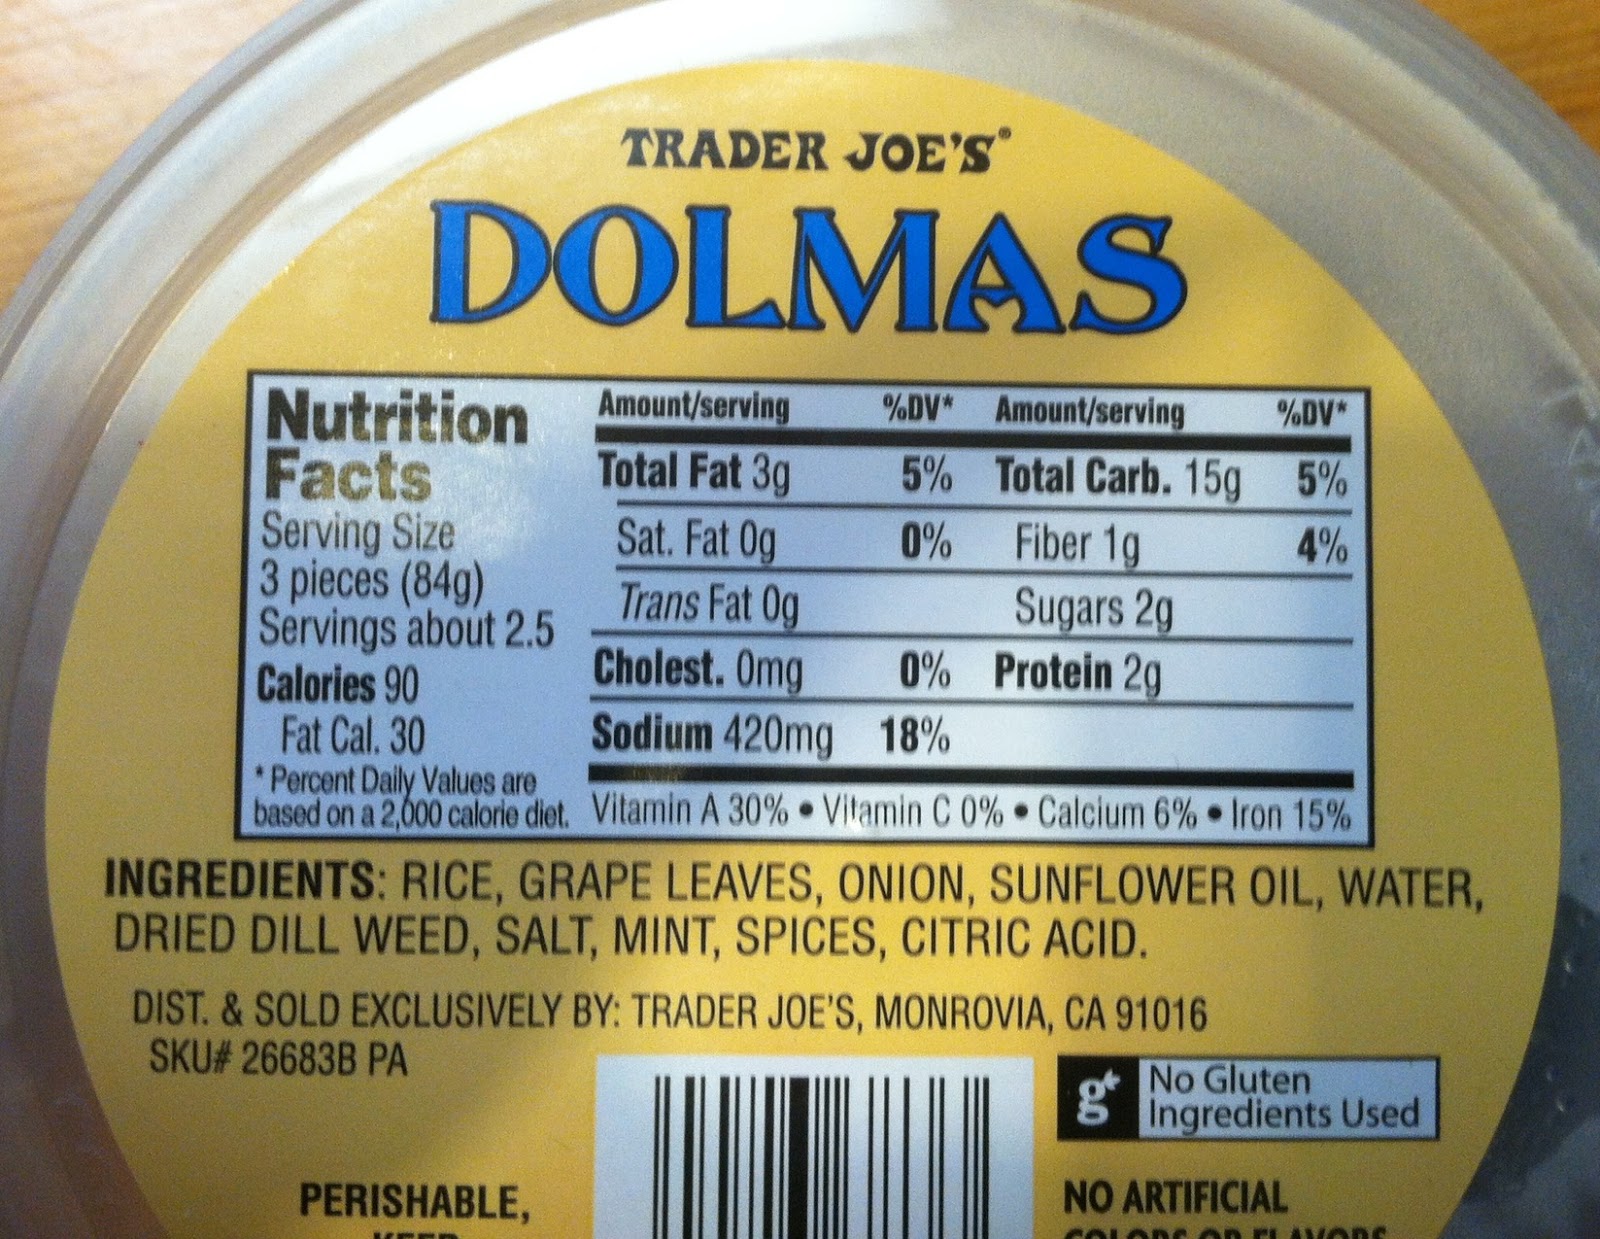 TRADER JOE'S®
DOLMAS
Nutrition
Facts
Serving Size
3 pieces (84g)
Servings about 2.5
Calories 90
Fat Cal. 30
* Percent Daily Values are
based on a 2,000 calorie diet.
Amount/serving %DV*
Total Fat 3g 5%
Sat. Fat 0g 0%
Trans Fat 0g
Cholest. 0mg 0%
Sodium 420mg 18%
Amount/serving %DV*
Total Carb. 15g 5%
Fiber 1g 4%
Sugars 2g
Protein 2g
Vitamin A 30% • Vitamin C 0% • Calcium 6% • Iron 15%
INGREDIENTS: RICE, GRAPE LEAVES, ONION, SUNFLOWER OIL, WATER,
DRIED DILL WEED, SALT, MINT, SPICES, CITRIC ACID.
DIST. & SOLD EXCLUSIVELY BY: TRADER JOE'S, MONROVIA, CA 91016
SKU# 26683B PA
g No Gluten
Ingredients Used
PERISHABLE,
KEEP
NO ARTIFICIAL
COLORS OR FLAVORS